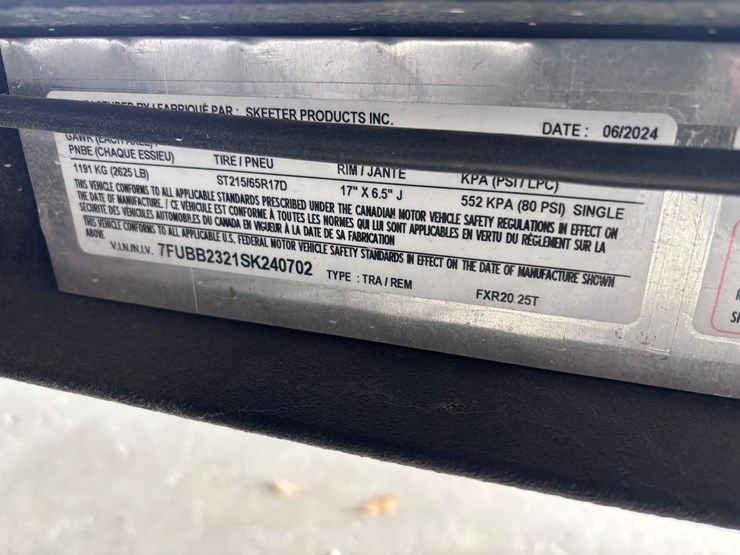 FABRIQUÉ PAR : SKEETER PRODUCTS INC.
DATE : 06/2024
PNBE (CHAQUE ESSIEU) TIRE / PNEU RIM / JANTE KPA (PSI / LPC)
1191 KG (2625 LB) ST215/65R17D 17" X 6.5" J 552 KPA (80 PSI) SINGLE
THIS VEHICLE CONFORMS TO ALL APPLICABLE STANDARDS PRESCRIBED UNDER THE CANADIAN MOTOR VEHICLE SAFETY REGULATIONS IN EFFECT ON
THE DATE OF MANUFACTURE. / CE VÉHICULE EST CONFORME À TOUTES LES NORMES QUI LUI SONT APPLICABLES EN VERTU DU RÈGLEMENT SUR LA
SÉCURITÉ DES VÉHICULES AUTOMOBILES DU CANADA EN VIGUEUR À LA DATE DE SA FABRICATION
THIS VEHICLE CONFORMS TO ALL APPLICABLE U.S. FEDERAL MOTOR VEHICLE SAFETY STANDARDS IN EFFECT ON THE DATE OF MANUFACTURE SHOWN
ABOVE
V.I.N./N.I.V. 7FUBB2321SK240702 TYPE : TRA / REM FXR20 25T